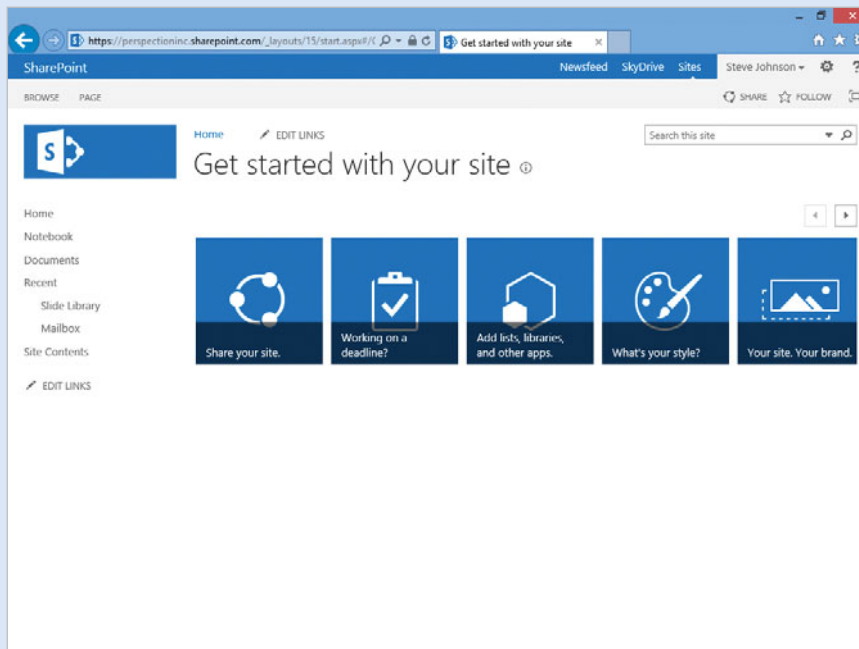 https://perspectioninc.sharepoint.com/_layouts/15/start.aspx#/(
Get started with your site
SharePoint
Newsfeed SkyDrive Sites Steve Johnson ?
BROWSE PAGE
SHARE FOLLOW
S
Home EDIT LINKS
Search this site
Get started with your site
Home
Notebook
Documents
Recent
Slide Library
Mailbox
Site Contents
EDIT LINKS
Share your site.
Working on a
deadline?
Add lists, libraries,
and other apps.
What's your style?
Your site. Your brand.